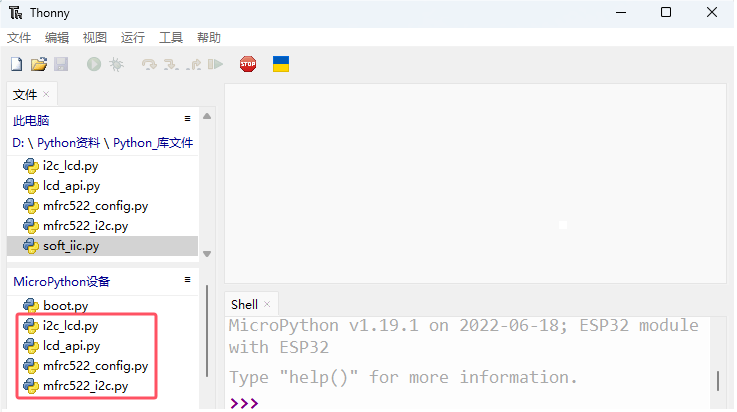 Thonny
文件 编辑 视图 运行 工具 帮助
STOP
文件 ×
此电脑 ≡
D: \ Python资料 \ Python_库文件
i2c_lcd.py
lcd_api.py
mfrc522_config.py
mfrc522_i2c.py
soft_iic.py
MicroPython设备 ≡
boot.py
i2c_lcd.py
lcd_api.py
mfrc522_config.py
mfrc522_i2c.py
Shell ×
MicroPython v1.19.1 on 2022-06-18; ESP32 module
with ESP32
Type "help()" for more information.
>>>